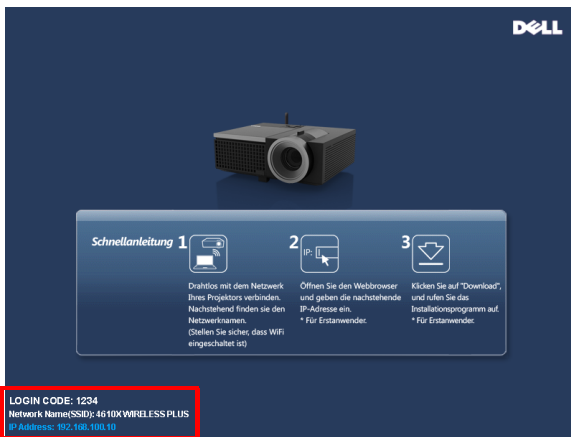 DELL
Schnellanleitung 1 2 3
IP:
Drahtlos mit dem Netzwerk
Ihres Projektors verbinden.
Nachstehend finden sie den
Netzwerknamen.
(Stellen Sie sicher, dass WiFi
eingeschaltet ist)
Öffnen Sie den Webbrowser
und geben die nachstehende
IP-Adresse ein.
* Für Erstanwender.
Klicken Sie auf "Download",
und rufen Sie das
Installationsprogramm auf.
* Für Erstanwender.
LOGIN CODE: 1234
Network Name(SSID): 4610X WIRELESS PLUS
IP Address: 192.168.100.10